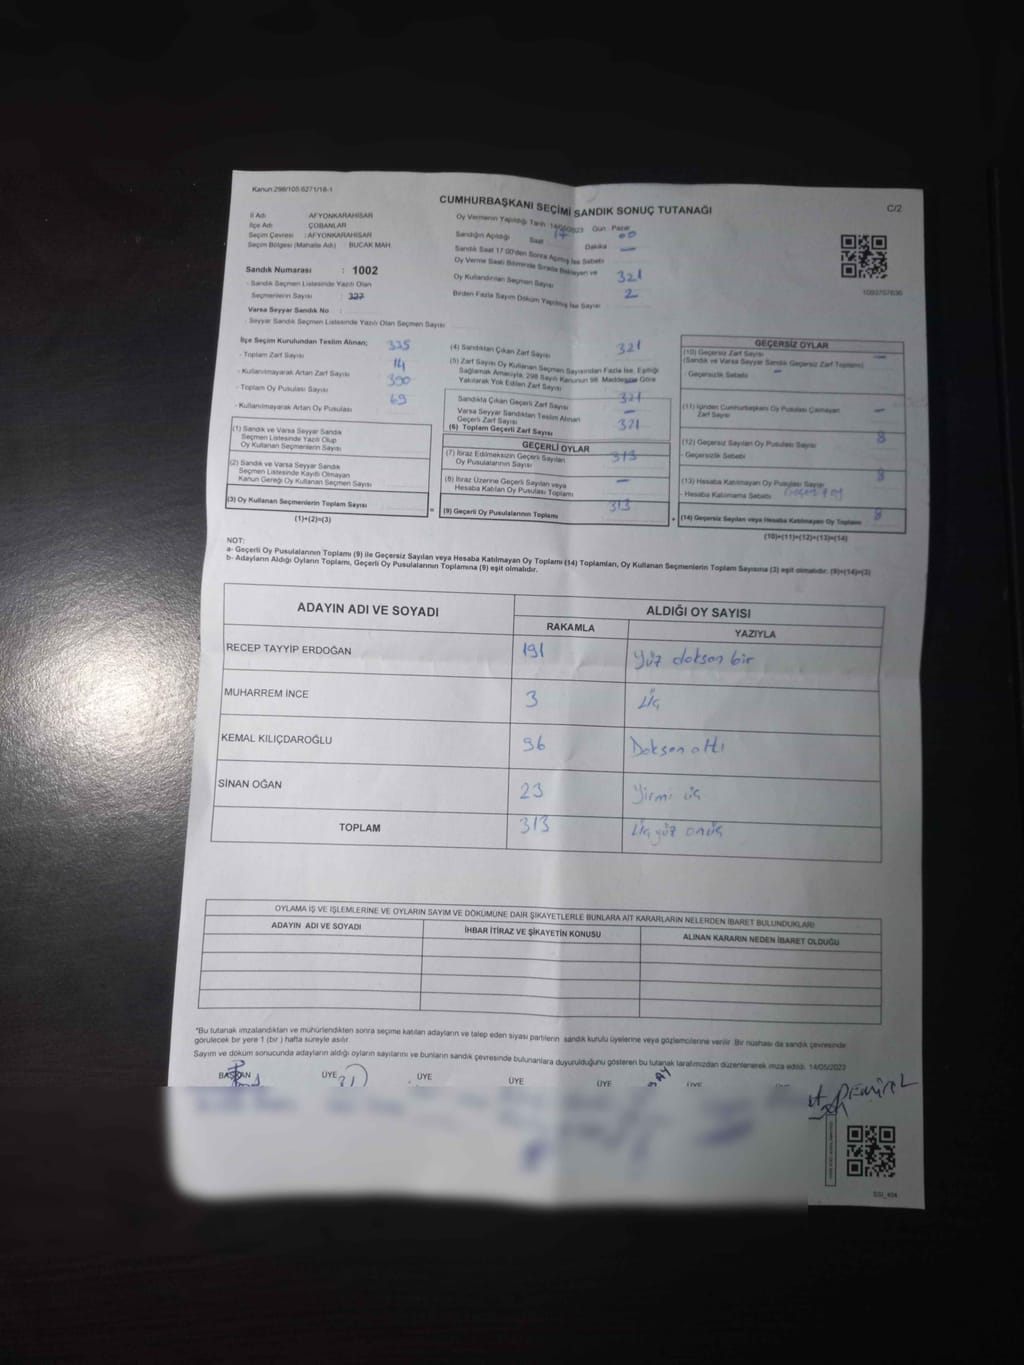 Kanun:298/105.6271/18-1
CUMHURBAŞKANI SEÇİMİ SANDIK SONUÇ TUTANAĞI
C/2
İl Adı : AFYONKARAHİSAR
İlçe Adı : ÇOBANLAR
Seçim Çevresi : AFYONKARAHİSAR
Seçim Bölgesi (Mahalle Adı) : BUCAK MAH.
Sandık Numarası : 1002
- Sandık Seçmen Listesinde Yazılı Olan
Seçmenlerin Sayısı : 327
Varsa Seyyar Sandık No
- Seyyar Sandık Seçmen Listesinde Yazılı Olan Seçmen Sayısı
Oy Vermenin Yapıldığı Tarih :14/05/2023 Gün : Pazar
Sandığın Açıldığı Saat 17 Dakika 00
Sandık Saat 17:00'den Sonra Açılmış İse Sebebi —
Oy Verme Saati Bitiminde Sırada Bekleyen ve
Oy Kullandırılan Seçmen Sayısı 321
Birden Fazla Sayım Döküm Yapılmış İse Sayısı 2
1093757636
İlçe Seçim Kurulundan Teslim Alınan;
- Toplam Zarf Sayısı 335
- Kullanılmayarak Artan Zarf Sayısı 14
- Toplam Oy Pusulası Sayısı 390
- Kullanılmayarak Artan Oy Pusulası 69
(1) Sandık ve Varsa Seyyar Sandık
Seçmen Listesinde Yazılı Olup
Oy Kullanan Seçmenlerin Sayısı
(2) Sandık ve Varsa Seyyar Sandık
Seçmen Listesinde Kayıtlı Olmayan
Kanun Gereği Oy Kullanan Seçmen Sayısı
(3) Oy Kullanan Seçmenlerin Toplam Sayısı
(1)+(2)=(3)
(4) Sandıktan Çıkan Zarf Sayısı 321
(5) Zarf Sayısı Oy Kullanan Seçmen Sayısından Fazla İse, Eşitliği
Sağlamak Amacıyla, 298 Sayılı Kanunun 98. Maddesine Göre
Yakılarak Yok Edilen Zarf Sayısı —
Sandıkta Çıkan Geçerli Zarf Sayısı 321
Varsa Seyyar Sandıktan Teslim Alınan
Geçerli Zarf Sayısı —
(6) Toplam Geçerli Zarf Sayısı 321
GEÇERLİ OYLAR
(7) İtiraz Edilmeksizin Geçerli Sayılan
Oy Pusulalarının Sayısı 313
(8) İtiraz Üzerine Geçerli Sayılan veya
Hesaba Katılan Oy Pusulası Toplamı —
= (9) Geçerli Oy Pusulalarının Toplamı 313
GEÇERSİZ OYLAR
(10) Geçersiz Zarf Sayısı —
(Sandık ve Varsa Seyyar Sandık Geçersiz Zarf Toplamı)
- Geçersizlik Sebebi —
(11) İçinden Cumhurbaşkanı Oy Pusulası Çıkmayan
Zarf Sayısı —
(12) Geçersiz Sayılan Oy Pusulası Sayısı 8
- Geçersizlik Sebebi
(13) Hesaba Katılmayan Oy Pusulası Sayısı 8
- Hesaba Katılmama Sebebi
+ (14) Geçersiz Sayılan veya Hesaba Katılmayan Oy Toplamı 8
(10)+(11)+(12)+(13)=(14)
NOT:
a- Geçerli Oy Pusulalarının Toplamı (9) ile Geçersiz Sayılan veya Hesaba Katılmayan Oy Toplamı (14) Toplamları, Oy Kullanan Seçmenlerin Toplam Sayısına (3) eşit olmalıdır. (9)+(14)=(3)
b- Adayların Aldığı Oyların Toplamı, Geçerli Oy Pusulalarının Toplamına (9) eşit olmalıdır.
ADAYIN ADI VE SOYADI
ALDIĞI OY SAYISI
RAKAMLA YAZIYLA
RECEP TAYYİP ERDOĞAN 191 Yüz doksan bir
MUHARREM İNCE 3 Üç
KEMAL KILIÇDAROĞLU 96 Doksan altı
SİNAN OĞAN 23 Yirmi üç
TOPLAM 313 Üç yüz onüç
OYLAMA İŞ VE İŞLEMLERİNE VE OYLARIN SAYIM VE DÖKÜMÜNE DAİR ŞİKAYETLERLE BUNLARA AİT KARARLARIN NELERDEN İBARET BULUNDUKLARI
ADAYIN ADI VE SOYADI İHBAR İTİRAZ VE ŞİKAYETİN KONUSU ALINAN KARARIN NEDEN İBARET OLDUĞU
*Bu tutanak imzalandıktan ve mühürlendikten sonra seçime katılan adayların ve talep eden siyasi partilerin sandık kurulu üyelerine veya gözlemcilerine verilir. Bir nüshası da sandık çevresinde
görülecek bir yere 1 (bir ) hafta süreyle asılır.
Sayım ve döküm sonucunda adayların aldığı oyların sayılarını ve bunların sandık çevresinde bulunanlara duyurulduğunu gösteren bu tutanak tarafımızdan düzenlenerek imza edildi. 14/05/2023
BAŞKAN ÜYE ÜYE ÜYE ÜYE ÜYE
Demirel